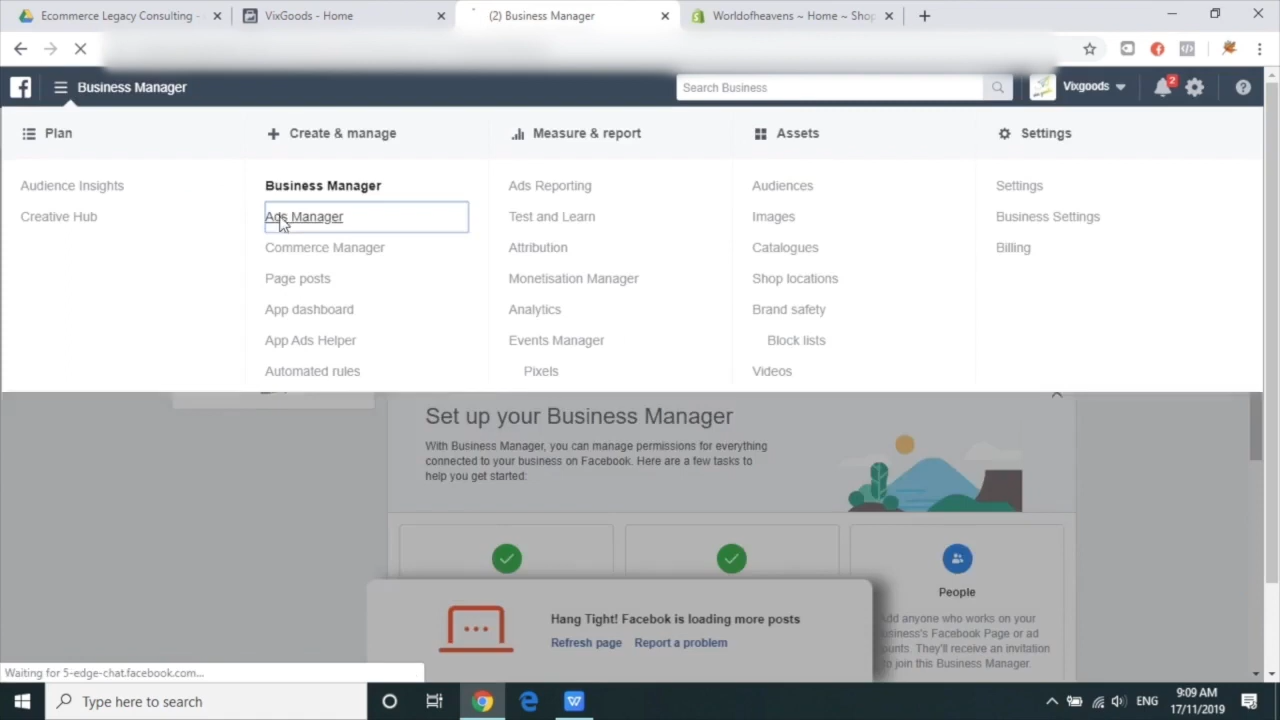 Ecommerce Legacy Consulting -
VixGoods - Home
(2) Business Manager
Worldofheavens ~ Home ~ Shop
Business Manager
Search Business
Vixgoods
2
Plan
Create & manage
Measure & report
Assets
Settings
Audience Insights
Business Manager
Ads Reporting
Audiences
Settings
Creative Hub
Ads Manager
Test and Learn
Images
Business Settings
Commerce Manager
Attribution
Catalogues
Billing
Page posts
Monetisation Manager
Shop locations
App dashboard
Analytics
Brand safety
App Ads Helper
Events Manager
Block lists
Automated rules
Pixels
Videos
Set up your Business Manager
With Business Manager, you can manage permissions for everything
connected to your business on Facebook. Here are a few tasks to
help you get started:
People
Add anyone who works on your
business's Facebook Page or ad
They'll receive an invitation
to join this Business Manager.
Hang Tight! Facebok is loading more posts
Refresh page Report a problem
Waiting for 5-edge-chat.facebook.com...
Type here to search
ENG
9:09 AM
17/11/2019